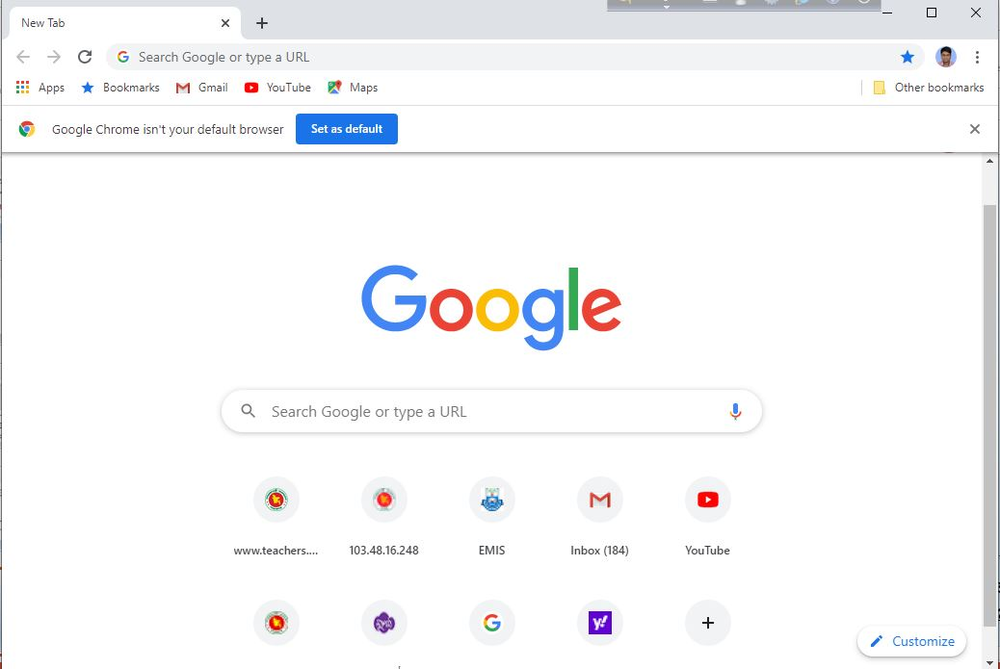 New Tab
Search Google or type a URL
Apps Bookmarks Gmail YouTube Maps Other bookmarks
Google Chrome isn't your default browser Set as default
Google
Search Google or type a URL
www.teachers.... 103.48.16.248 EMIS Inbox (184) YouTube
Customize